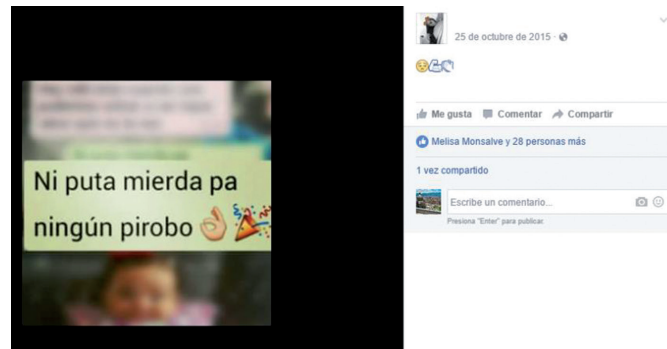 Ni puta mierda pa
ningún pirobo 👌🎉
25 de octubre de 2015 ·
Me gusta Comentar Compartir
Melisa Monsalve y 28 personas más
1 vez compartido
Escribe un comentario...
Presiona "Enter" para publicar.